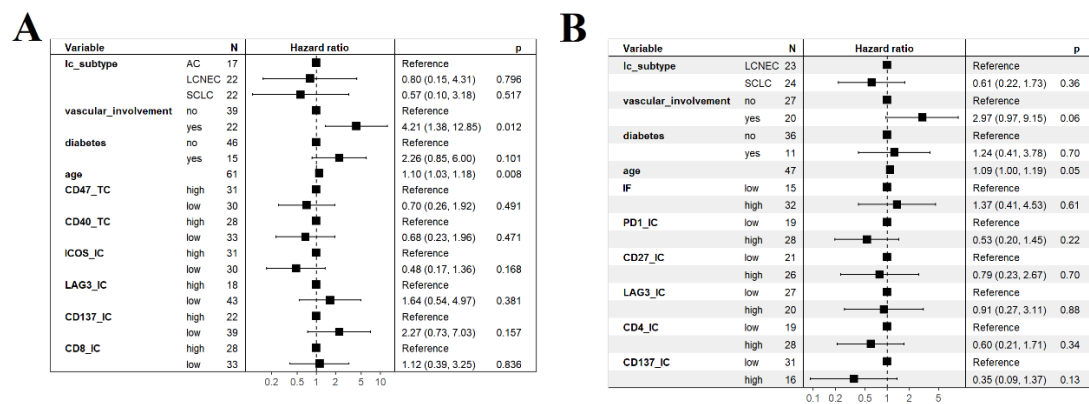 A
Variable N Hazard ratio p
lc_subtype AC 17 Reference
LCNEC 22 0.80 (0.15, 4.31) 0.796
SCLC 22 0.57 (0.10, 3.18) 0.517
vascular_involvement no 39 Reference
yes 22 4.21 (1.38, 12.85) 0.012
diabetes no 46 Reference
yes 15 2.26 (0.85, 6.00) 0.101
age 61 1.10 (1.03, 1.18) 0.008
CD47_TC high 31 Reference
low 30 0.70 (0.26, 1.92) 0.491
CD40_TC high 28 Reference
low 33 0.68 (0.23, 1.96) 0.471
ICOS_IC high 31 Reference
low 30 0.48 (0.17, 1.36) 0.168
LAG3_IC high 18 Reference
low 43 1.64 (0.54, 4.97) 0.381
CD137_IC high 22 Reference
low 39 2.27 (0.73, 7.03) 0.157
CD8_IC high 28 Reference
low 33 1.12 (0.39, 3.25) 0.836
0.2 0.5 1 2 5 10
B
Variable N Hazard ratio p
lc_subtype LCNEC 23 Reference
SCLC 24 0.61 (0.22, 1.73) 0.36
vascular_involvement no 27 Reference
yes 20 2.97 (0.97, 9.15) 0.06
diabetes no 36 Reference
yes 11 1.24 (0.41, 3.78) 0.70
age 47 1.09 (1.00, 1.19) 0.05
IF low 15 Reference
high 32 1.37 (0.41, 4.53) 0.61
PD1_IC low 19 Reference
high 28 0.53 (0.20, 1.45) 0.22
CD27_IC low 21 Reference
high 26 0.79 (0.23, 2.67) 0.70
LAG3_IC low 27 Reference
high 20 0.91 (0.27, 3.11) 0.88
CD4_IC low 19 Reference
high 28 0.60 (0.21, 1.71) 0.34
CD137_IC low 31 Reference
high 16 0.35 (0.09, 1.37) 0.13
0.1 0.2 0.5 1 2 5